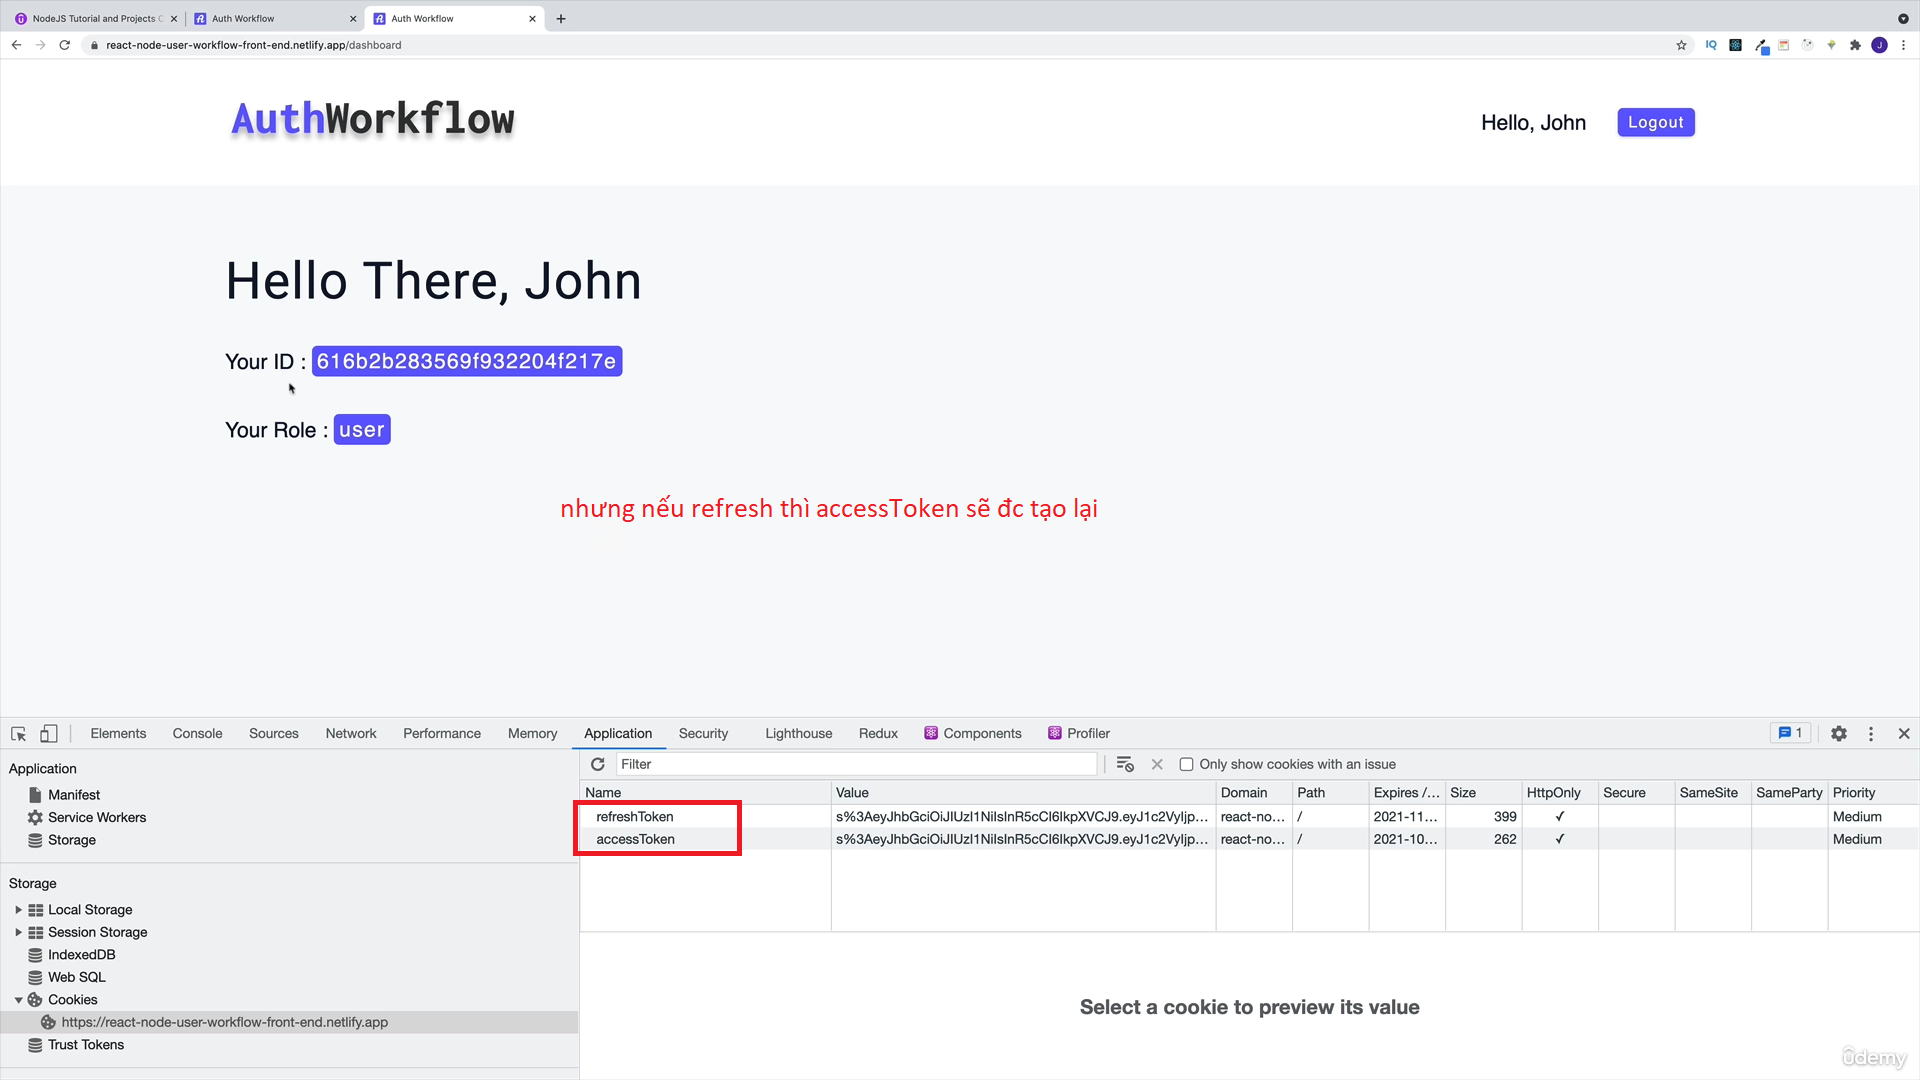 NodeJS Tutorial and Projects C
Auth Workflow
Auth Workflow
react-node-user-workflow-front-end.netlify.app/dashboard
IQ
J
AuthWorkflow
Hello, John
Logout
Hello There, John
Your ID : 616b2b283569f932204f217e
Your Role : user
nhưng nếu refresh thì accessToken sẽ đc tạo lại
Elements Console Sources Network Performance Memory Application Security Lighthouse Redux Components Profiler 1
Application
Manifest
Service Workers
Storage
Storage
Local Storage
Session Storage
IndexedDB
Web SQL
Cookies
https://react-node-user-workflow-front-end.netlify.app
Trust Tokens
Filter
Only show cookies with an issue
Name Value Domain Path Expires /... Size HttpOnly Secure SameSite SameParty Priority
refreshToken s%3AeyJhbGciOiJIUzI1NiIsInR5cCI6IkpXVCJ9.eyJ1c2VyIjp... react-no... / 2021-11... 399 ✓ Medium
accessToken s%3AeyJhbGciOiJIUzI1NiIsInR5cCI6IkpXVCJ9.eyJ1c2VyIjp... react-no... / 2021-10... 262 ✓ Medium
Select a cookie to preview its value
ûdemy